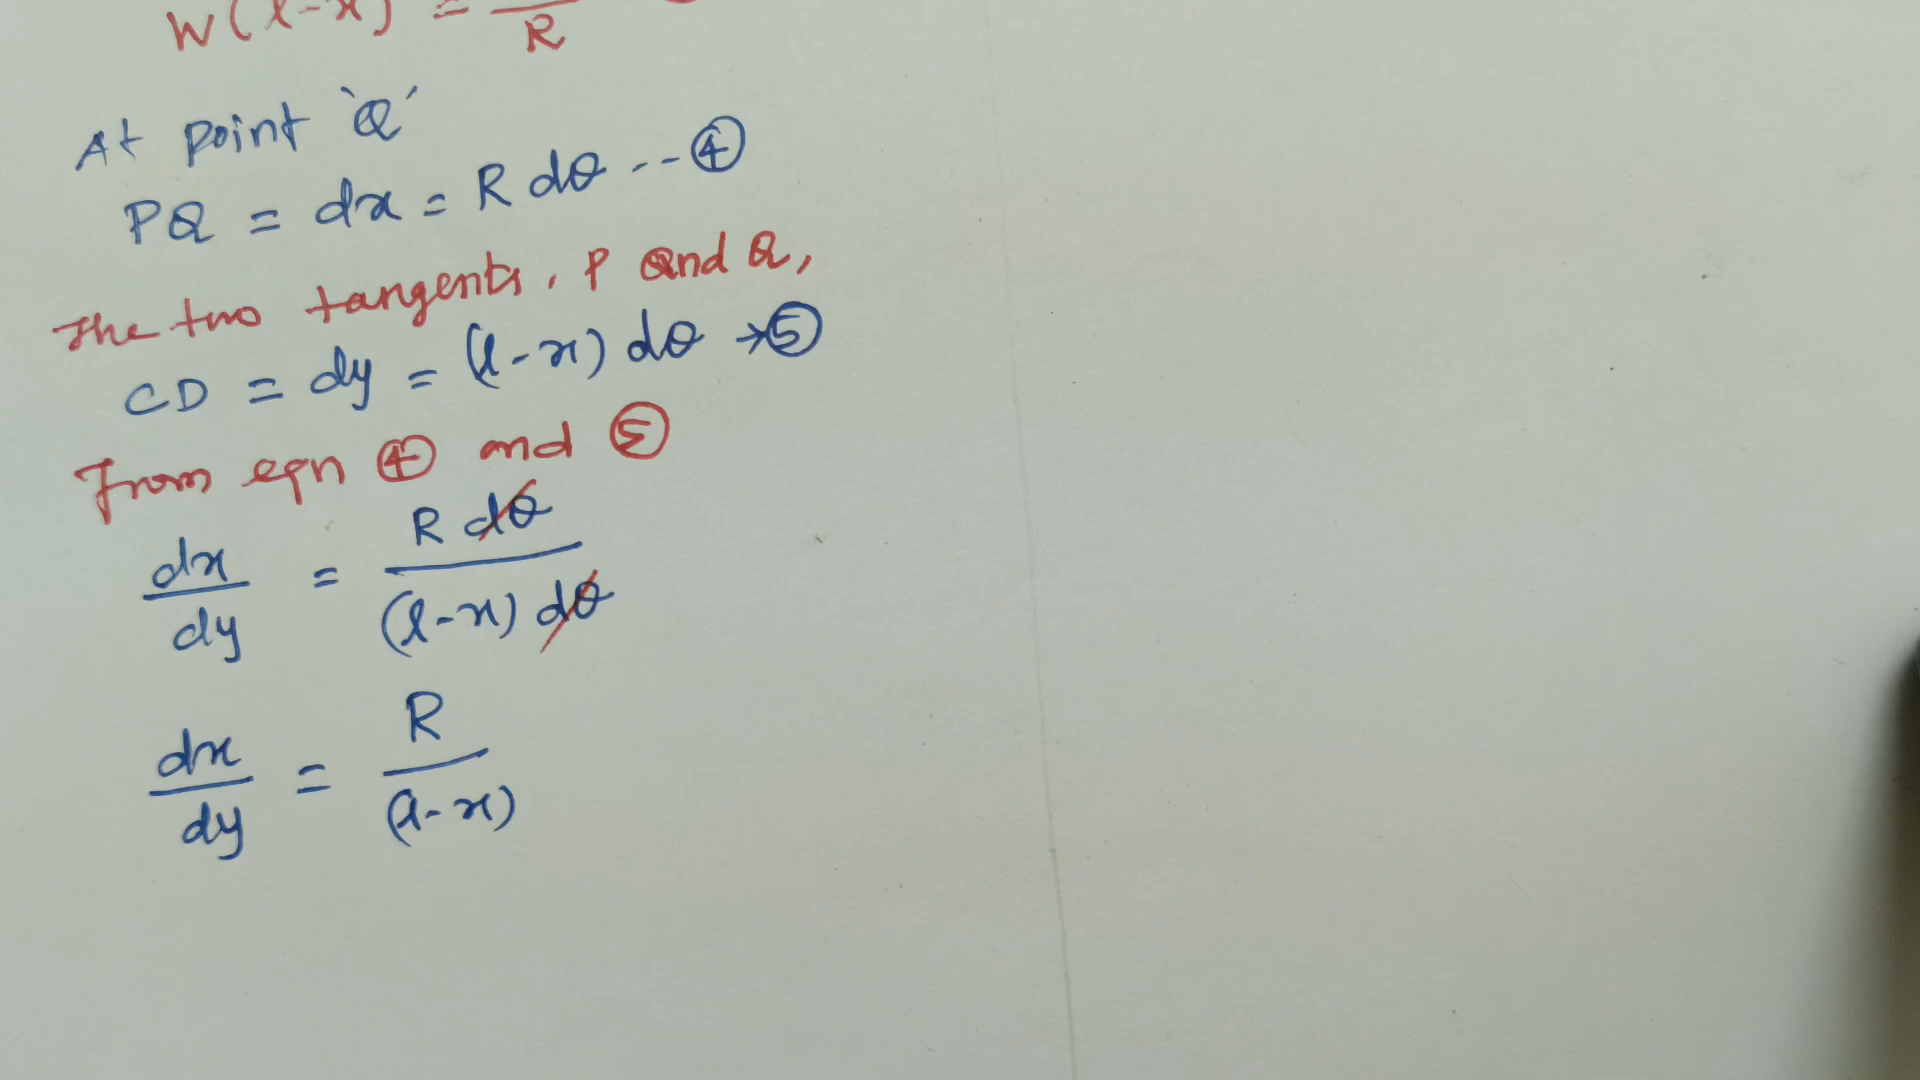 W(l-x) = ─ R
At point 'Q'
PQ = dx = R dθ --④
The two tangents, P and Q,
CD = dy = (l-x) dθ →⑤
From eqn ④ and ⑤
dx/dy = R dθ/(l-x) dθ
dx/dy = R/(l-x)